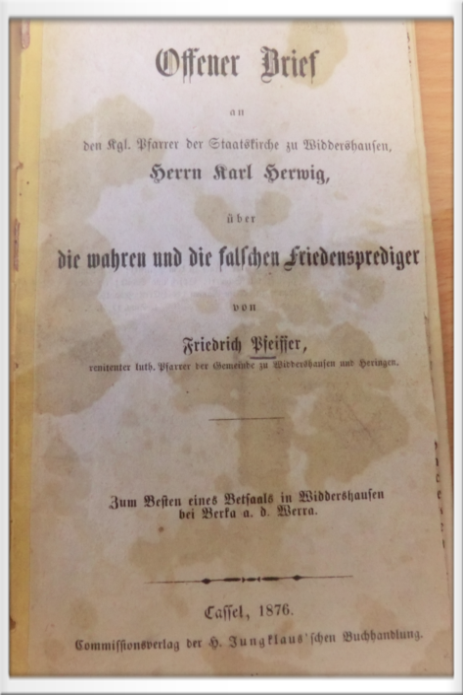 Offener Brief
an
den Kgl. Pfarrer der Staatskirche zu Widdershausen,
Herrn Karl Herwig,
über
die wahren und die falschen Friedensprediger
von
Friedrich Pfeiffer,
renitenter luth. Pfarrer der Gemeinde zu Widdershausen und Heringen.
Zum Besten eines Betsaals in Widdershausen
bei Berka a. d. Werra.
Cassel, 1876.
Commissionsverlag der H. Jungklaus'schen Buchhandlung.